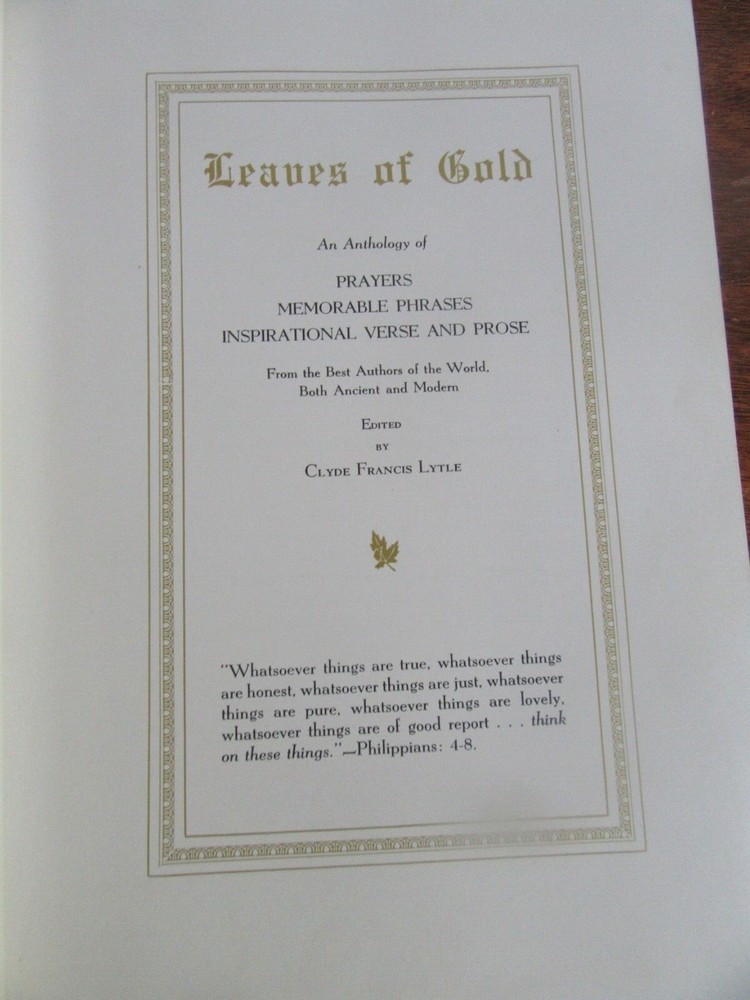 Leaves of Gold
An Anthology of
PRAYERS
MEMORABLE PHRASES
INSPIRATIONAL VERSE AND PROSE
From the Best Authors of the World,
Both Ancient and Modern
Edited
by
Clyde Francis Lytle
"Whatsoever things are true, whatsoever things
are honest, whatsoever things are just, whatsoever
things are pure, whatsoever things are lovely,
whatsoever things are of good report . . . think
on these things."—Philippians: 4-8.